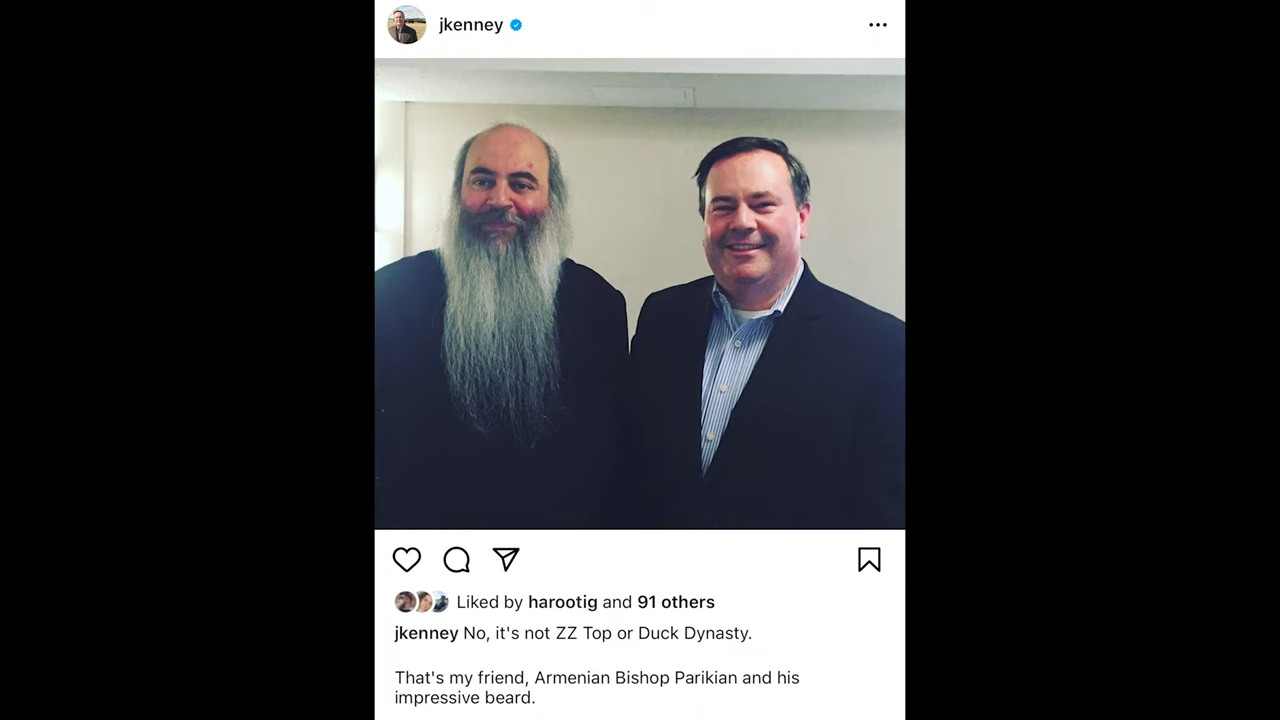 jkenney
Liked by harootig and 91 others
jkenney No, it's not ZZ Top or Duck Dynasty.
That's my friend, Armenian Bishop Parikian and his
impressive beard.